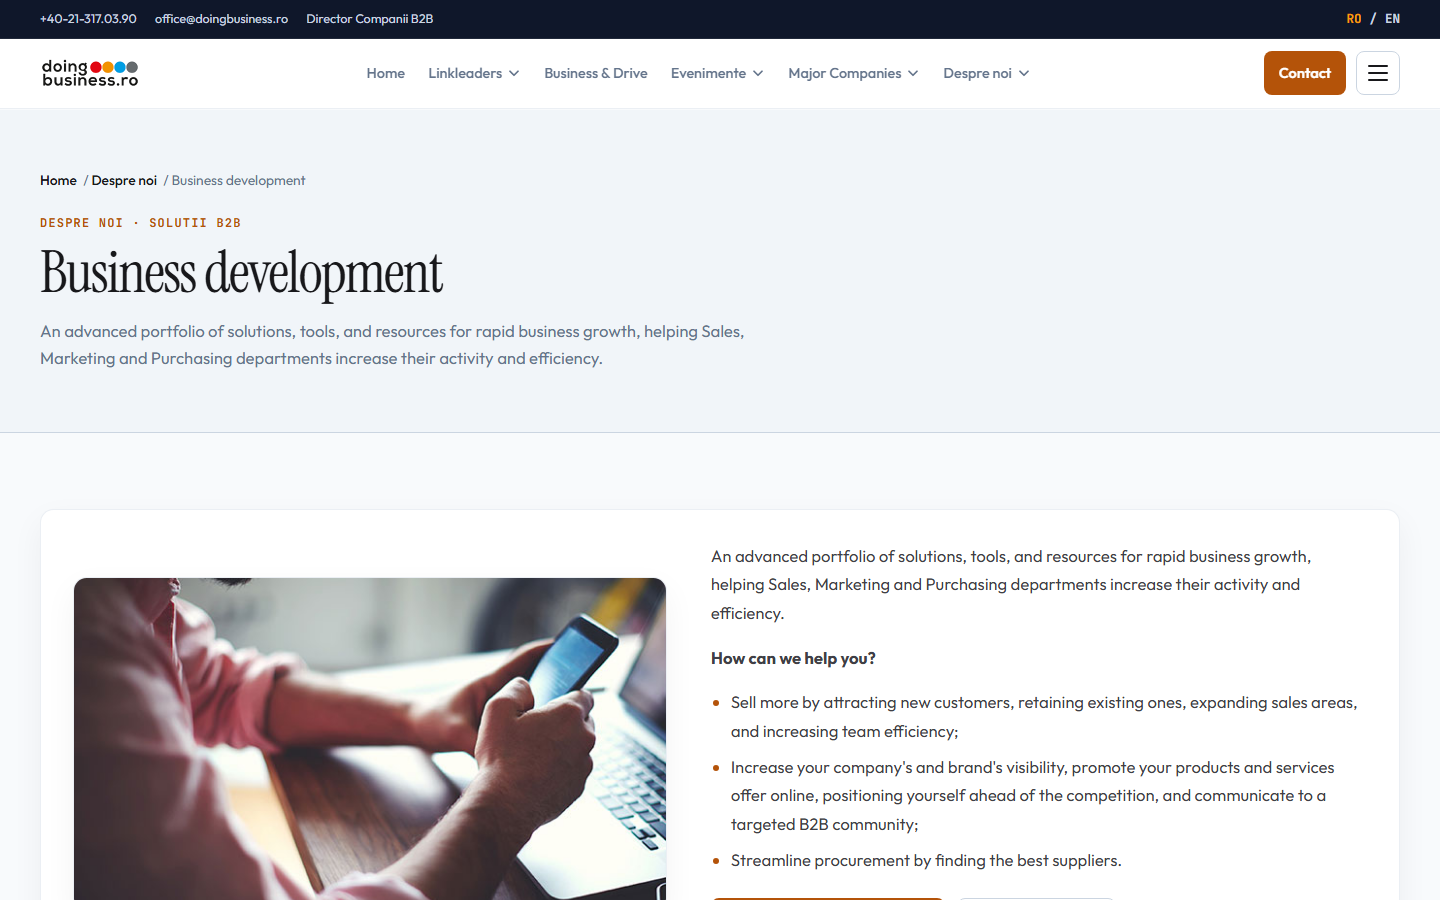 +40-21-317.03.90 office@doingbusiness.ro Director Companii B2B RO / EN
doing
business.ro
Home Linkleaders Business & Drive Evenimente Major Companies Despre noi Contact
Home / Despre noi / Business development
DESPRE NOI · SOLUTII B2B
Business development
An advanced portfolio of solutions, tools, and resources for rapid business growth, helping Sales,
Marketing and Purchasing departments increase their activity and efficiency.
An advanced portfolio of solutions, tools, and resources for rapid business growth,
helping Sales, Marketing and Purchasing departments increase their activity and
efficiency.
How can we help you?
Sell more by attracting new customers, retaining existing ones, expanding sales areas,
and increasing team efficiency;
Increase your company's and brand's visibility, promote your products and services
offer online, positioning yourself ahead of the competition, and communicate to a
targeted B2B community;
Streamline procurement by finding the best suppliers.